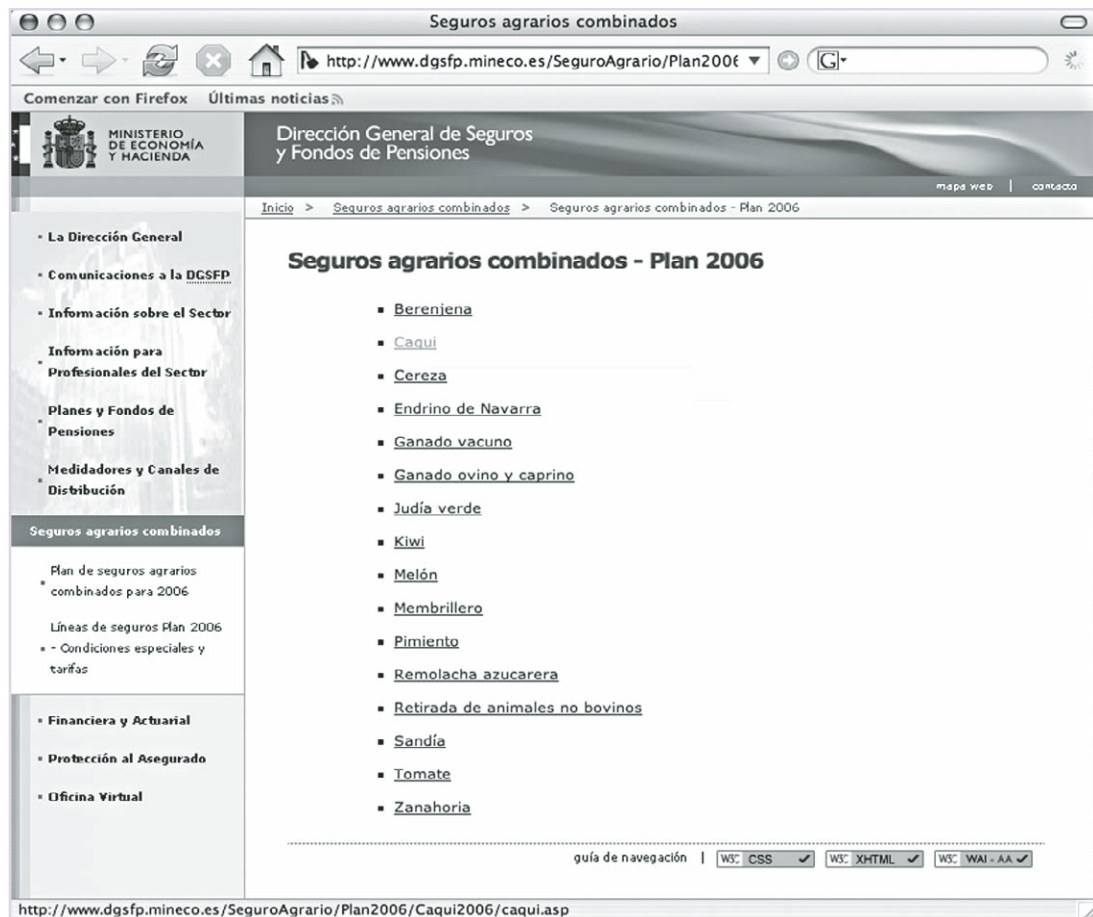 Seguros agrarios combinados
http://www.dgsfp.mineco.es/SeguroAgrario/Plan2006
G
Comenzar con Firefox Últimas noticias
MINISTERIO
DE ECONOMÍA
Y HACIENDA
Dirección General de Seguros
y Fondos de Pensiones
mapa web | contacta
Inicio > Seguros agrarios combinados > Seguros agrarios combinados - Plan 2006
La Dirección General
Comunicaciones a la DGSFP
Información sobre el Sector
Información para
Profesionales del Sector
Planes y Fondos de
Pensiones
Medidadores y Canales de
Distribución
Seguros agrarios combinados
Plan de seguros agrarios
combinados para 2006
Líneas de seguros Plan 2006
- Condiciones especiales y
tarifas
Financiera y Actuarial
Protección al Asegurado
Oficina Virtual
Seguros agrarios combinados - Plan 2006
Berenjena
Caqui
Cereza
Endrino de Navarra
Ganado vacuno
Ganado ovino y caprino
Judía verde
Kiwi
Melón
Membrillero
Pimiento
Remolacha azucarera
Retirada de animales no bovinos
Sandía
Tomate
Zanahoria
guía de navegación | W3C CSS W3C XHTML W3C WAI-AA
http://www.dgsfp.mineco.es/SeguroAgrario/Plan2006/Caqui2006/caqui.asp